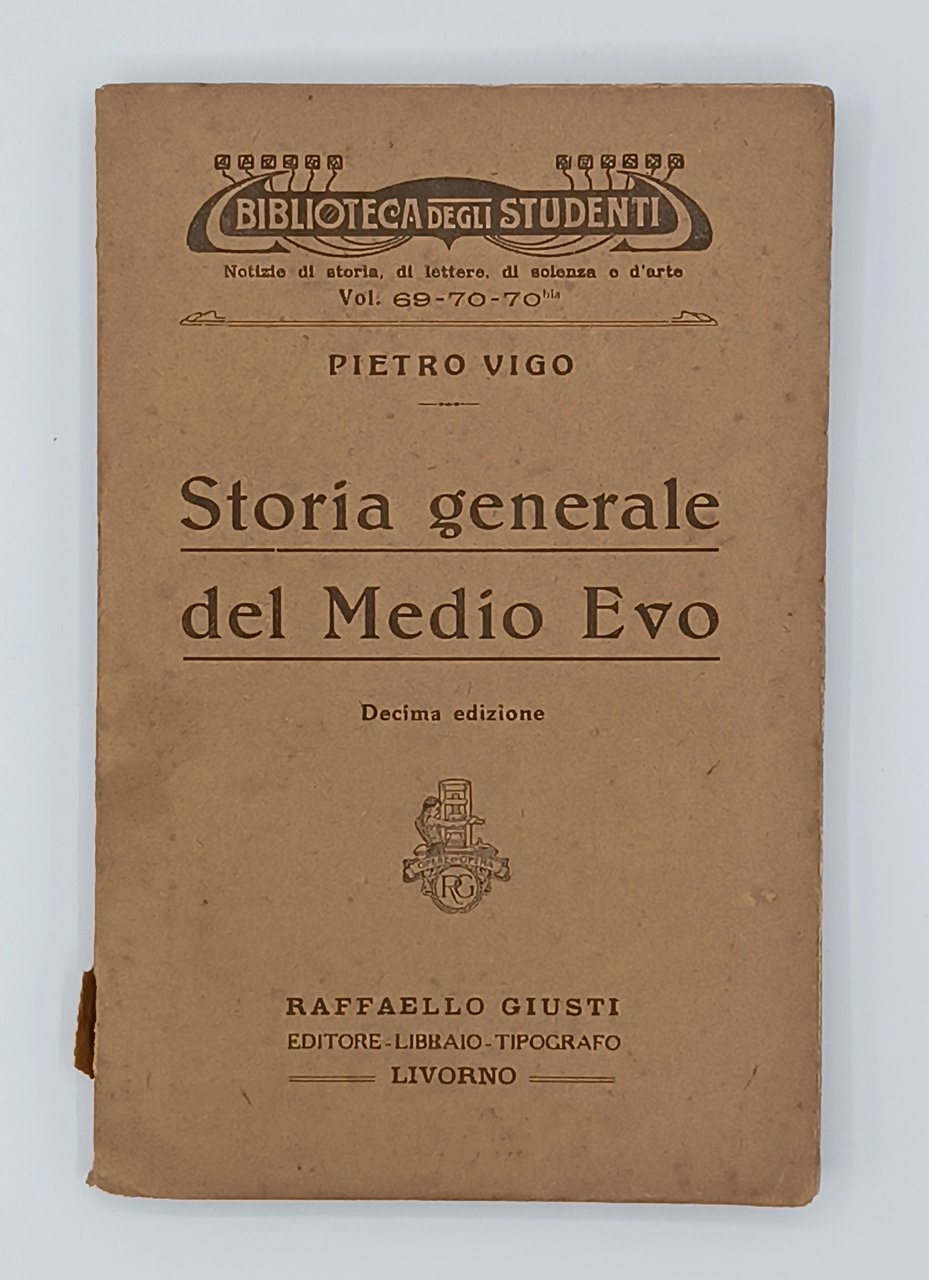 BIBLIOTECA DEGLI STUDENTI
Notizie di storia, di lettere, di scienza e d'arte
Vol. 69-70-70bis
PIETRO VIGO
Storia generale
del Medio Evo
Decima edizione
RG
RAFFAELLO GIUSTI
EDITORE-LIBRAIO-TIPOGRAFO
LIVORNO